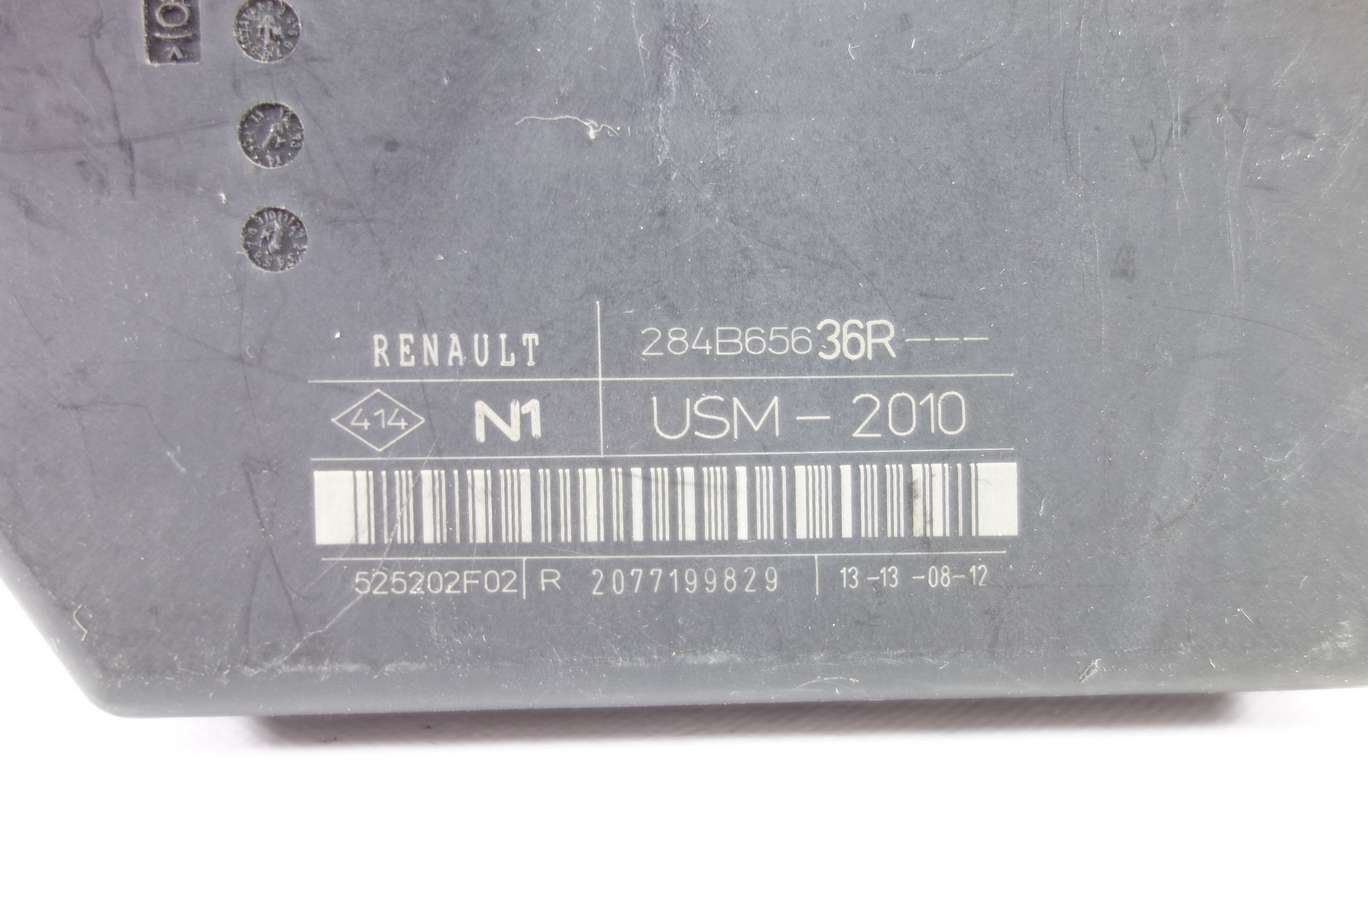 RENAULT 284B65636R---
414 N1 USM - 2010
525202F02 R 2077199829 13-13-08-12